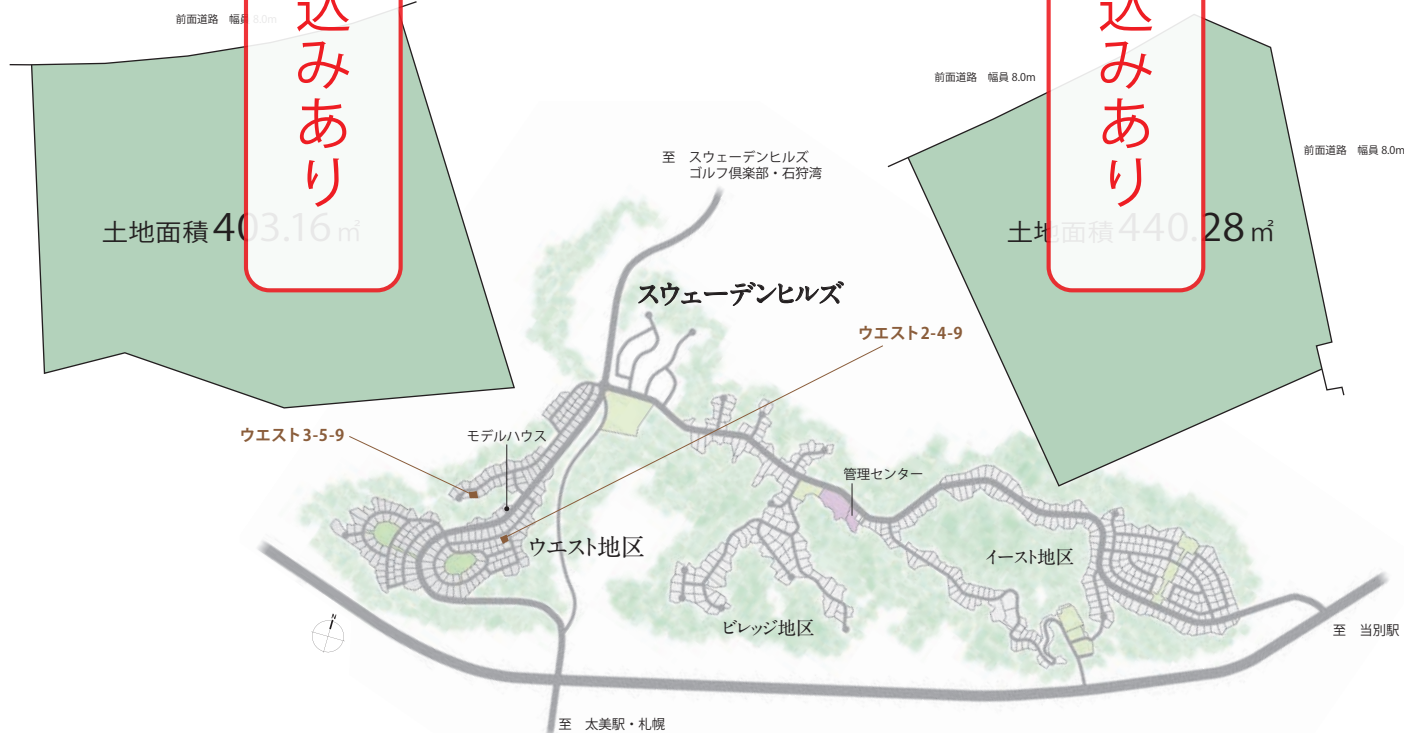 前面道路 幅員 8.0m
込みあり
土地面積 403.16㎡
込みあり
前面道路 幅員 8.0m
前面道路 幅員 8.0m
土地面積 440.28㎡
至 スウェーデンヒルズ
ゴルフ倶楽部・石狩湾
スウェーデンヒルズ
ウエスト2-4-9
ウエスト3-5-9
モデルハウス
管理センター
ウエスト地区
イースト地区
ビレッジ地区
N
至 当別駅
至 太美駅・札幌